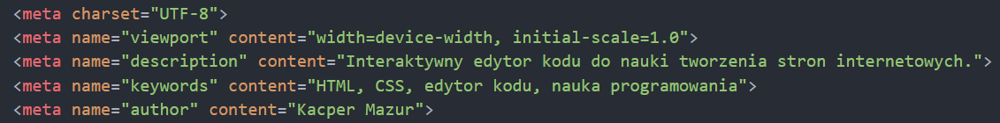 <meta charset="UTF-8">
<meta name="viewport" content="width=device-width, initial-scale=1.0">
<meta name="description" content="Interaktywny edytor kodu do nauki tworzenia stron internetowych.">
<meta name="keywords" content="HTML, CSS, edytor kodu, nauka programowania">
<meta name="author" content="Kacper Mazur">